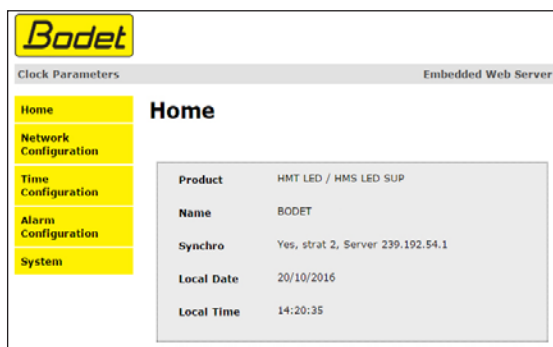 Bodet
Clock Parameters Embedded Web Server
Home
Network
Configuration
Time
Configuration
Alarm
Configuration
System
Home
Product HMT LED / HMS LED SUP
Name BODET
Synchro Yes, strat 2, Server 239.192.54.1
Local Date 20/10/2016
Local Time 14:20:35